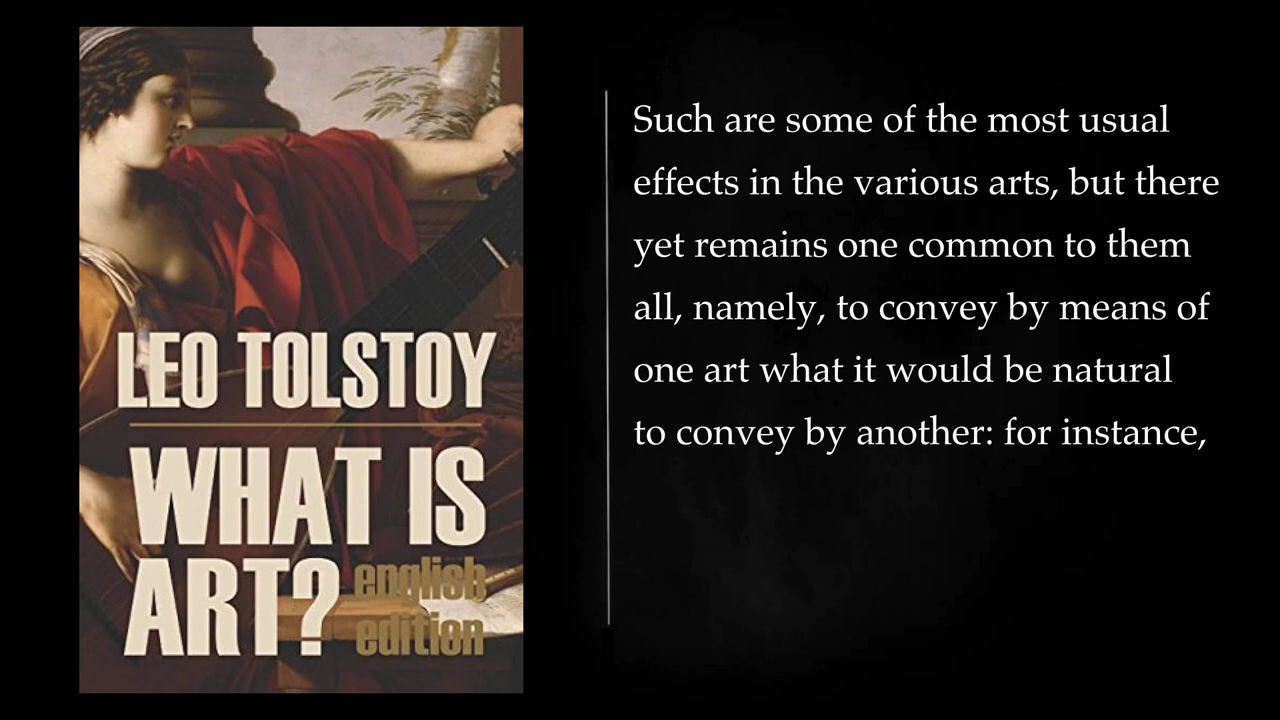 LEO TOLSTOY
WHAT IS
ART?
english
edition
Such are some of the most usual
effects in the various arts, but there
yet remains one common to them
all, namely, to convey by means of
one art what it would be natural
to convey by another: for instance,